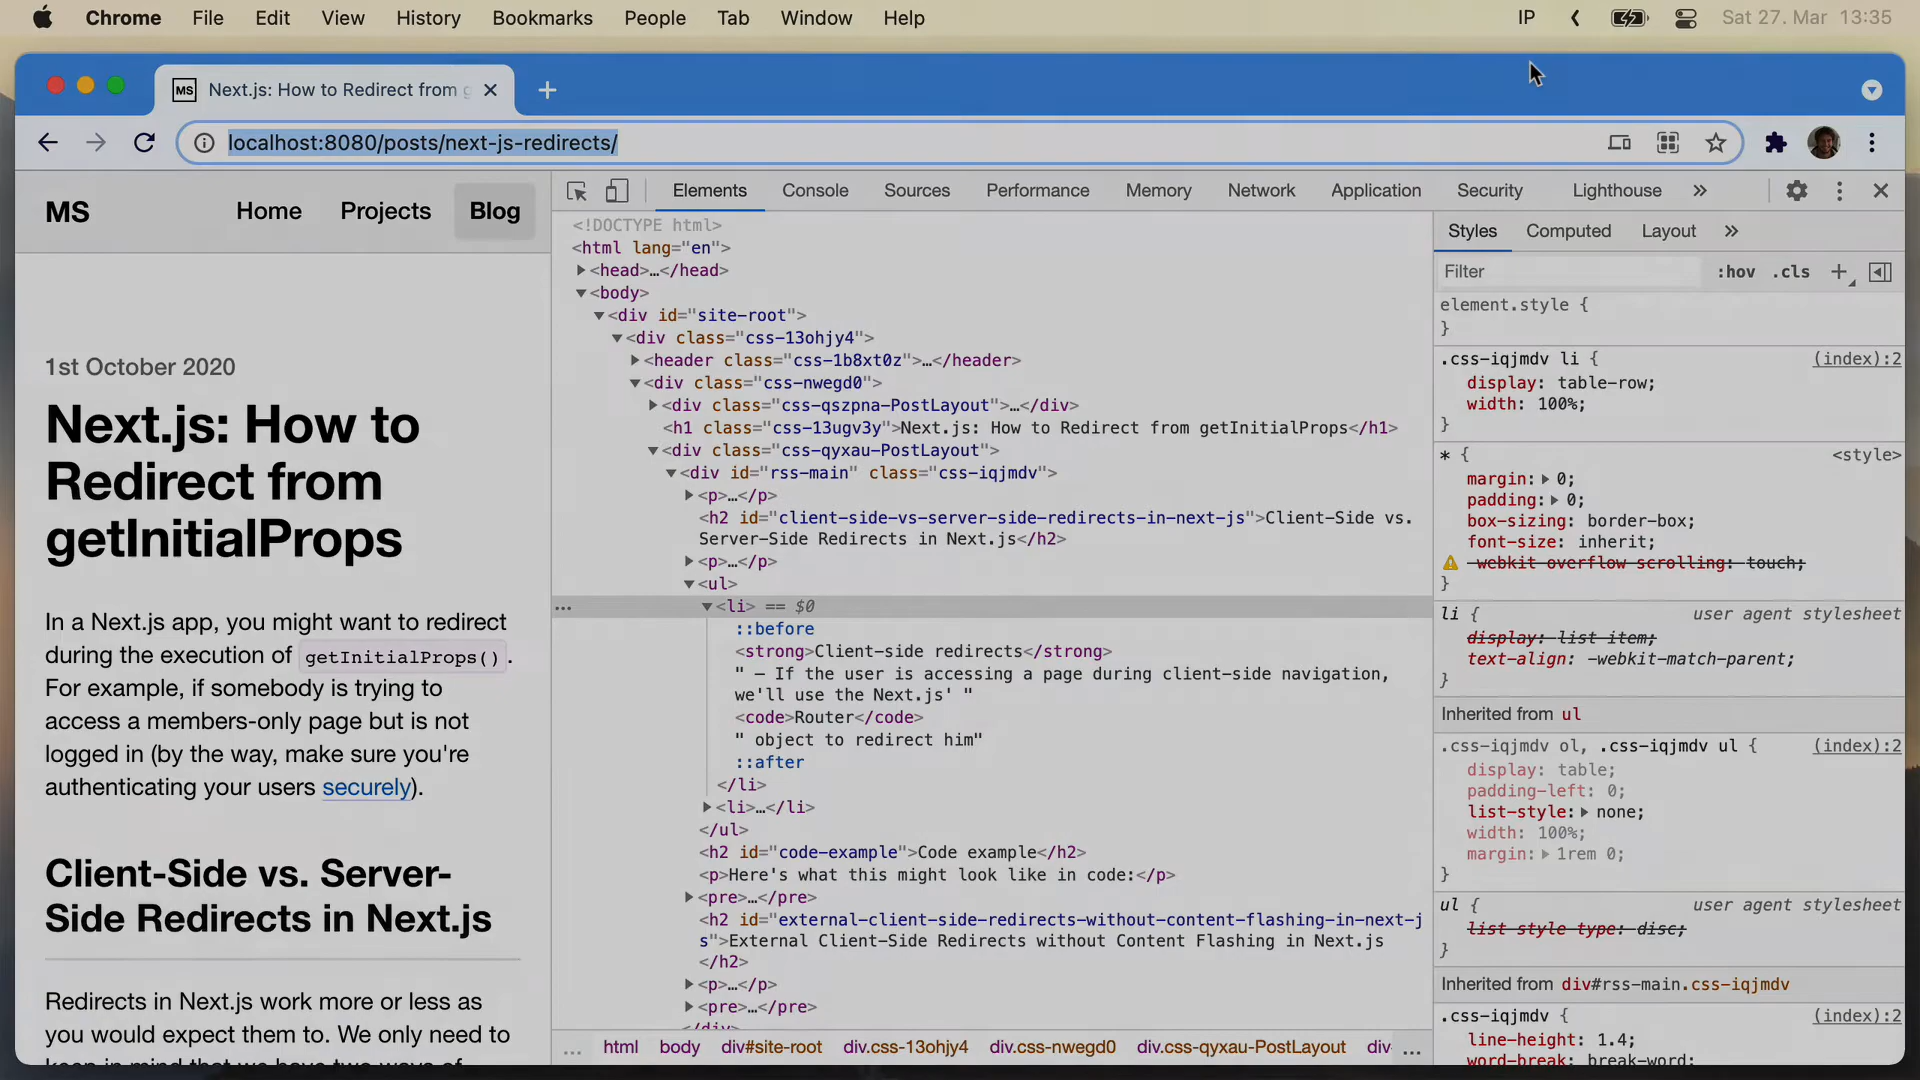 Chrome File Edit View History Bookmarks People Tab Window Help IP Sat 27. Mar 13:35
MS Next.js: How to Redirect from g
localhost:8080/posts/next-js-redirects/
MS Home Projects Blog
1st October 2020
Next.js: How to
Redirect from
getInitialProps
In a Next.js app, you might want to redirect
during the execution of getInitialProps() .
For example, if somebody is trying to
access a members-only page but is not
logged in (by the way, make sure you're
authenticating your users securely).
Client-Side vs. Server-
Side Redirects in Next.js
Redirects in Next.js work more or less as
you would expect them to. We only need to
keep in mind that we have two ways of
Elements Console Sources Performance Memory Network Application Security Lighthouse »
<!DOCTYPE html>
<html lang="en">
<head>…</head>
<body>
<div id="site-root">
<div class="css-13ohjy4">
<header class="css-1b8xt0z">…</header>
<div class="css-nwegd0">
<div class="css-qszpna-PostLayout">…</div>
<h1 class="css-13ugv3y">Next.js: How to Redirect from getInitialProps</h1>
<div class="css-qyxau-PostLayout">
<div id="rss-main" class="css-iqjmdv">
<p>…</p>
<h2 id="client-side-vs-server-side-redirects-in-next-js">Client-Side vs.
Server-Side Redirects in Next.js</h2>
<p>…</p>
<ul>
… <li> == $0
::before
<strong>Client-side redirects</strong>
" – If the user is accessing a page during client-side navigation,
we'll use the Next.js' "
<code>Router</code>
" object to redirect him"
::after
</li>
<li>…</li>
</ul>
<h2 id="code-example">Code example</h2>
<p>Here's what this might look like in code:</p>
<pre>…</pre>
<h2 id="external-client-side-redirects-without-content-flashing-in-next-j
s">External Client-Side Redirects without Content Flashing in Next.js
</h2>
<p>…</p>
<pre>…</pre>
</div>
… html body div#site-root div.css-13ohjy4 div.css-nwegd0 div.css-qyxau-PostLayout div- …
Styles Computed Layout »
Filter :hov .cls +
element.style {
}
.css-iqjmdv li { (index):2
display: table-row;
width: 100%;
}
* { <style>
margin: 0;
padding: 0;
box-sizing: border-box;
font-size: inherit;
-webkit-overflow-scrolling: touch;
}
li { user agent stylesheet
display: list-item;
text-align: -webkit-match-parent;
}
Inherited from ul
.css-iqjmdv ol, .css-iqjmdv ul { (index):2
display: table;
padding-left: 0;
list-style: none;
width: 100%;
margin: 1rem 0;
}
ul { user agent stylesheet
list-style-type: disc;
}
Inherited from div#rss-main.css-iqjmdv
.css-iqjmdv { (index):2
line-height: 1.4;
word-break: break-word;